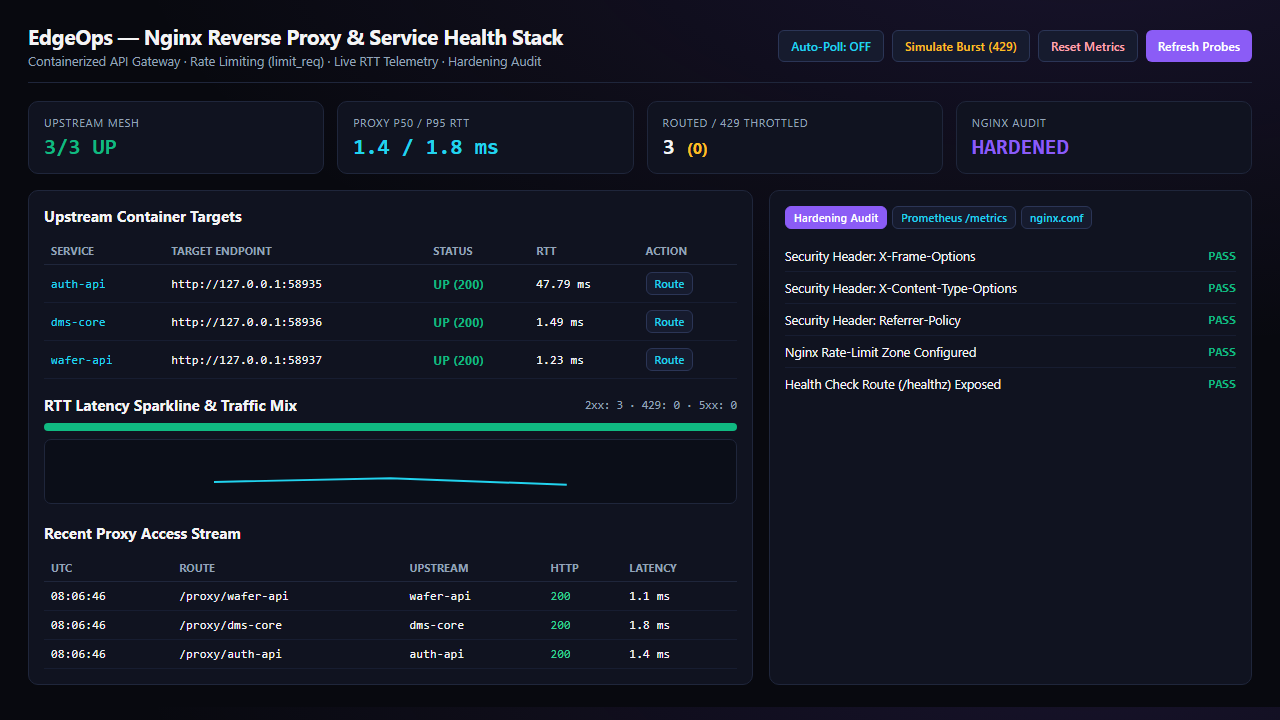 EdgeOps — Nginx Reverse Proxy & Service Health Stack
Containerized API Gateway · Rate Limiting (limit_req) · Live RTT Telemetry · Hardening Audit
Auto-Poll: OFF
Simulate Burst (429)
Reset Metrics
Refresh Probes
UPSTREAM MESH
3/3 UP
PROXY P50 / P95 RTT
1.4 / 1.8 ms
ROUTED / 429 THROTTLED
3 (0)
NGINX AUDIT
HARDENED
Upstream Container Targets
SERVICE TARGET ENDPOINT STATUS RTT ACTION
auth-api http://127.0.0.1:58935 UP (200) 47.79 ms Route
dms-core http://127.0.0.1:58936 UP (200) 1.49 ms Route
wafer-api http://127.0.0.1:58937 UP (200) 1.23 ms Route
RTT Latency Sparkline & Traffic Mix 2xx: 3 · 429: 0 · 5xx: 0
Recent Proxy Access Stream
UTC ROUTE UPSTREAM HTTP LATENCY
08:06:46 /proxy/wafer-api wafer-api 200 1.1 ms
08:06:46 /proxy/dms-core dms-core 200 1.8 ms
08:06:46 /proxy/auth-api auth-api 200 1.4 ms
Hardening Audit Prometheus /metrics nginx.conf
Security Header: X-Frame-Options PASS
Security Header: X-Content-Type-Options PASS
Security Header: Referrer-Policy PASS
Nginx Rate-Limit Zone Configured PASS
Health Check Route (/healthz) Exposed PASS